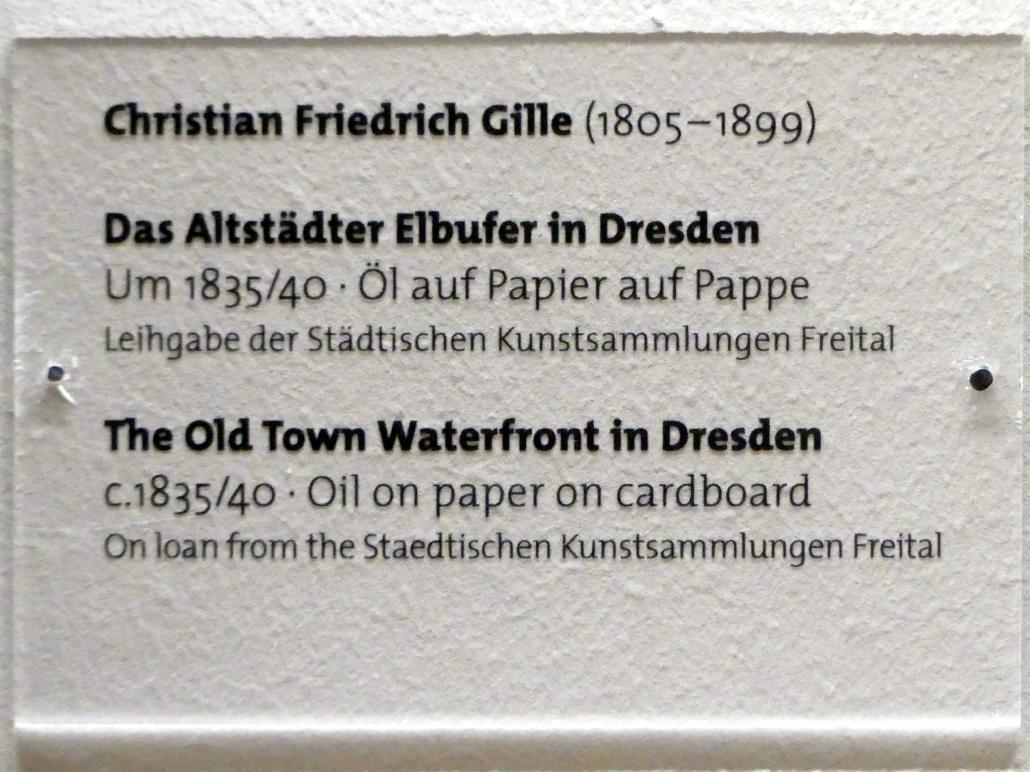 Christian Friedrich Gille (1805–1899)
Das Altstädter Elbufer in Dresden
Um 1835/40 · Öl auf Papier auf Pappe
Leihgabe der Städtischen Kunstsammlungen Freital
The Old Town Waterfront in Dresden
c.1835/40 · Oil on paper on cardboard
On loan from the Staedtischen Kunstsammlungen Freital